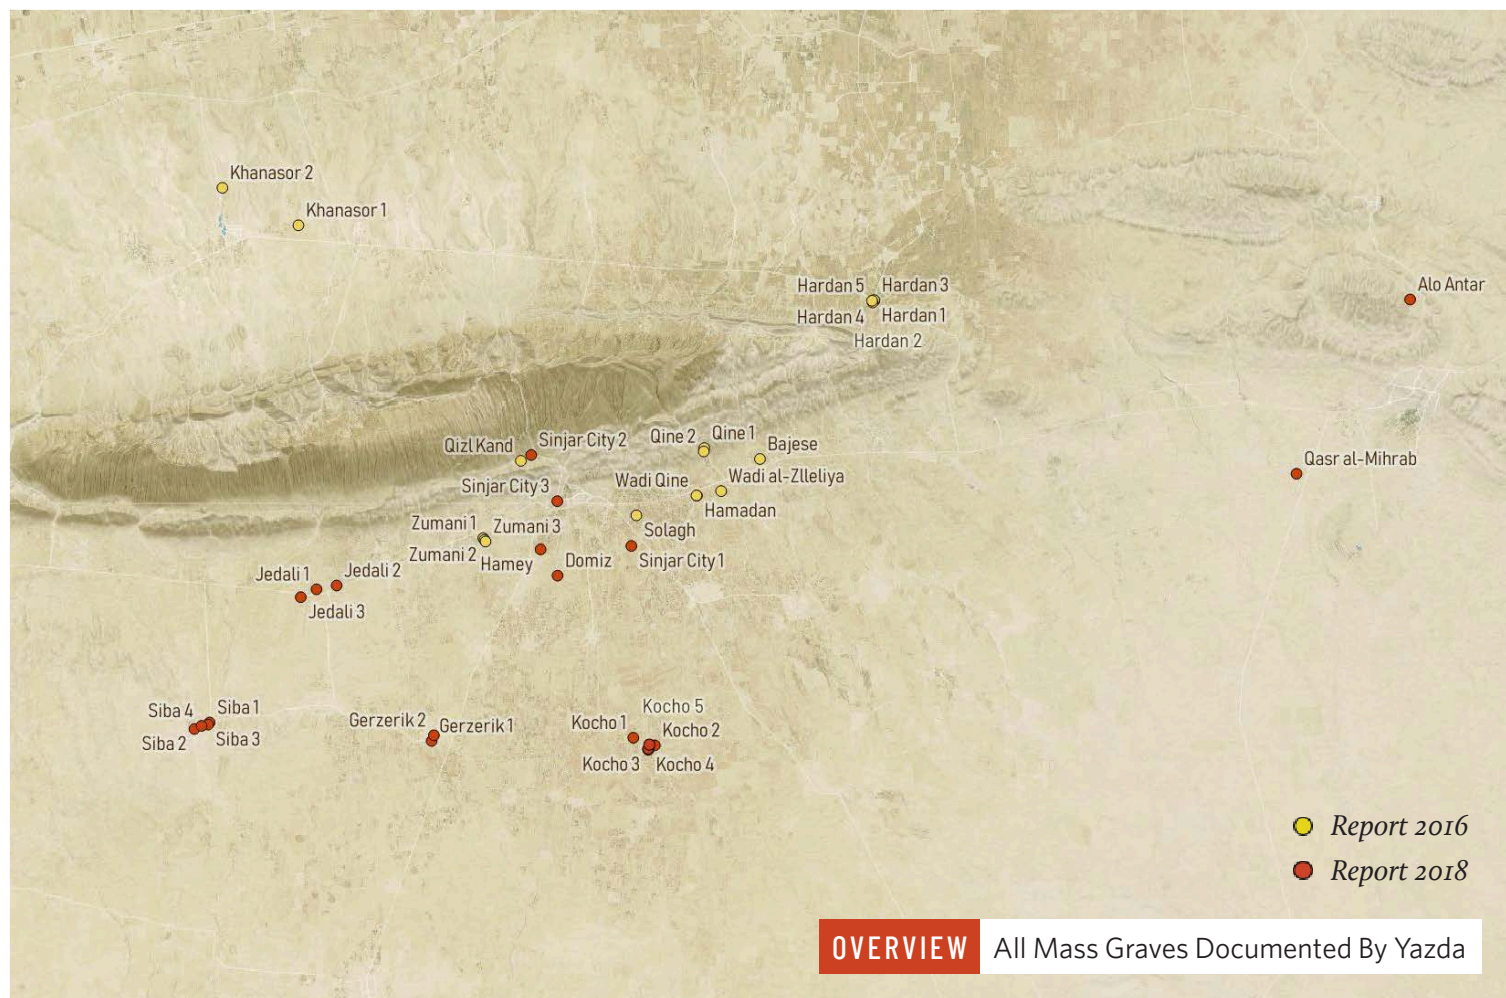 Khanasor 2
Khanasor 1
Hardan 5
Hardan 3
Alo Antar
Hardan 4
Hardan 1
Hardan 2
Qizl Kand
Sinjar City 2
Qine 2
Qine 1
Bajese
Qasr al-Mihrab
Sinjar City 3
Wadi Qine
Wadi al-Zlleliya
Hamadan
Zumani 1
Zumani 3
Solagh
Zumani 2
Hamey
Domiz
Sinjar City 1
Jedali 1
Jedali 2
Jedali 3
Siba 4
Siba 1
Siba 2
Siba 3
Gerzerik 2
Gerzerik 1
Kocho 5
Kocho 1
Kocho 2
Kocho 3
Kocho 4
Report 2016
Report 2018
OVERVIEW All Mass Graves Documented By Yazda